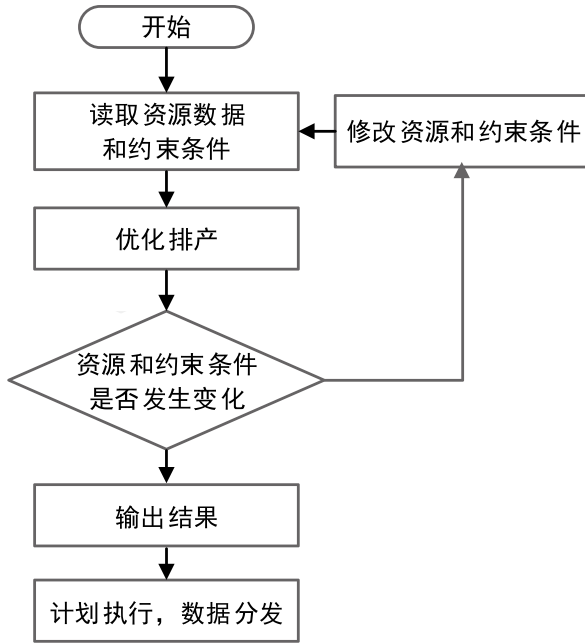 开始
读取资源数据
和约束条件
修改资源和约束条件
优化排产
资源和约束条件
是否发生变化
输出结果
计划执行，数据分发